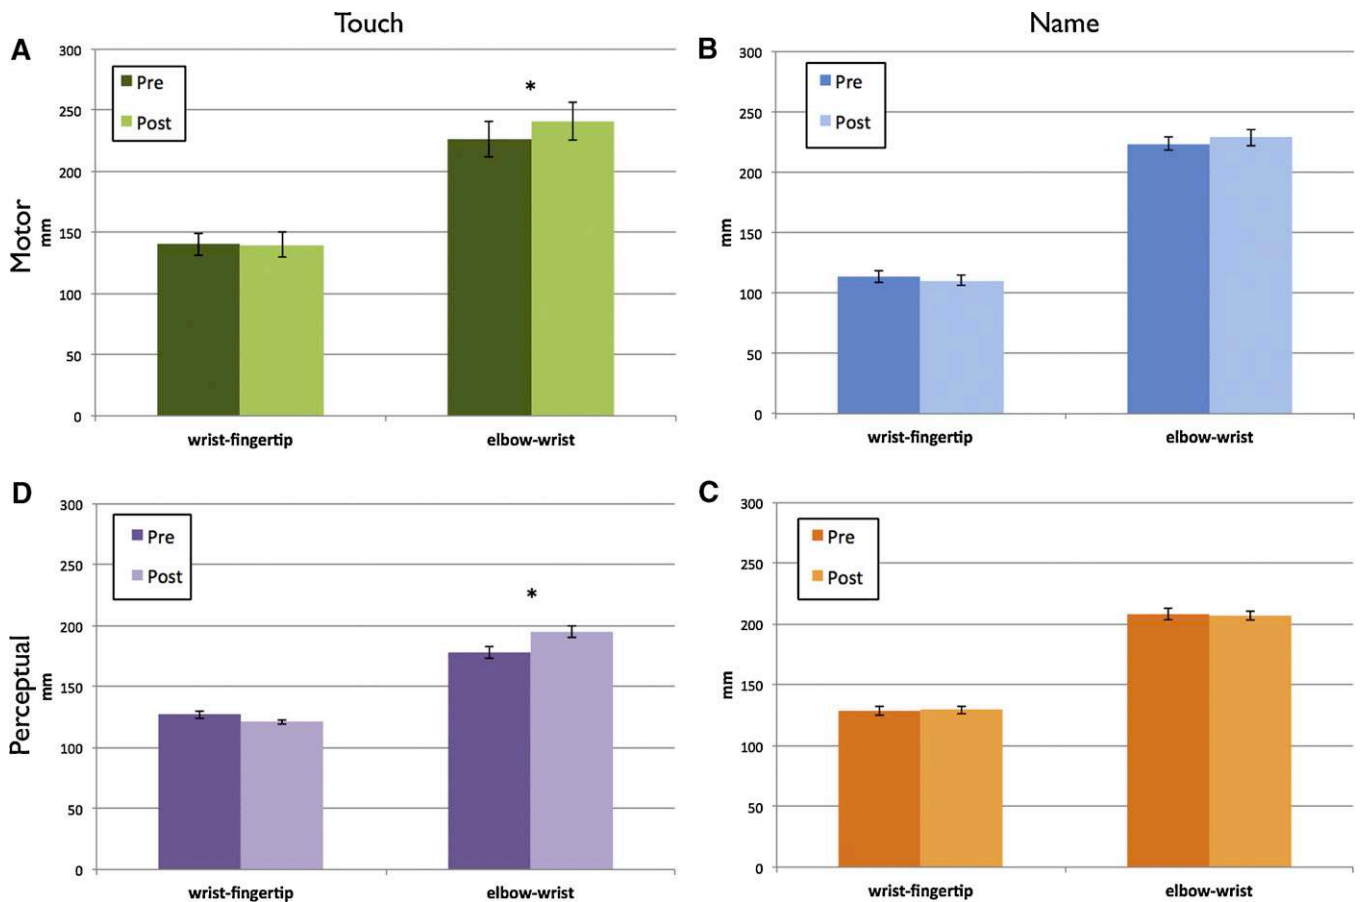 Touch
Name
A
300
250
200
150
100
50
0
Motor
mm
Pre
Post
*
wrist-fingertip
elbow-wrist
B
300
250
200
150
100
50
0
mm
Pre
Post
wrist-fingertip
elbow-wrist
D
300
250
200
150
100
50
0
Perceptual
mm
Pre
Post
*
wrist-fingertip
elbow-wrist
C
300
250
200
150
100
50
0
mm
Pre
Post
wrist-fingertip
elbow-wrist